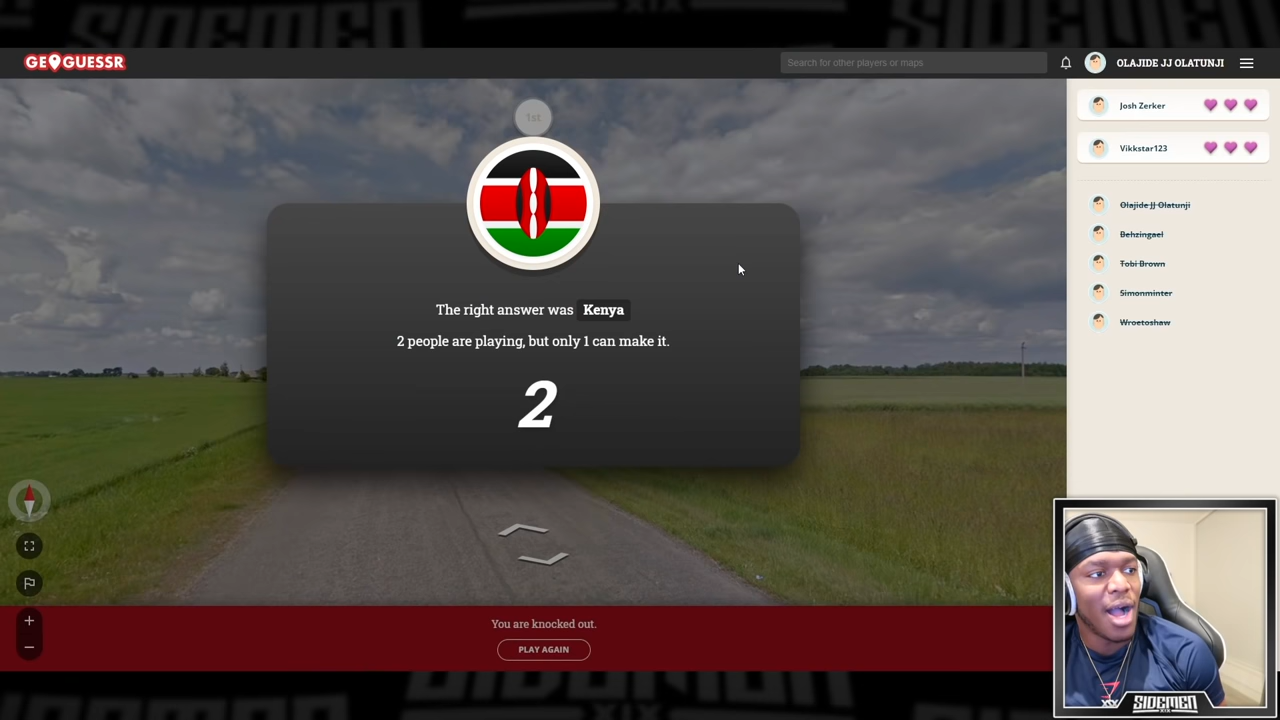 GEOGUESSR
Search for other players or maps
OLAJIDE JJ OLATUNJI
1st
Josh Zerker
Vikkstar123
Olajide JJ Olatunji
Behzingael
Tobi Brown
Simonminter
Wroetoshaw
The right answer was Kenya
2 people are playing, but only 1 can make it.
2
You are knocked out.
PLAY AGAIN
SIDEMEN
XIX